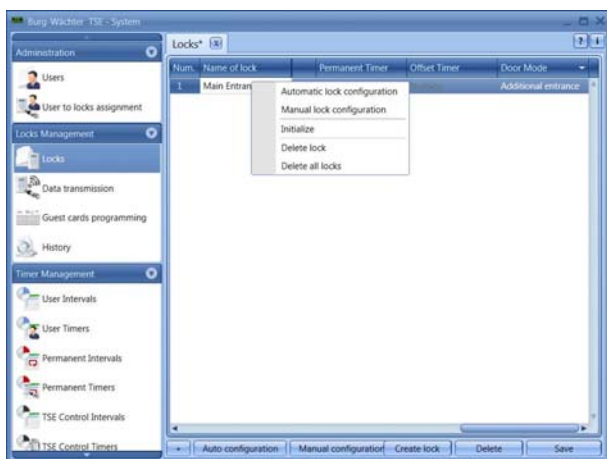 Burg Wächter TSE - System
Administration
Users
User to locks assignment
Locks Management
Locks
Data transmission
Guest cards programming
History
Timer Management
User Intervals
User Timers
Permanent Intervals
Permanent Timers
TSE Control Intervals
TSE Control Timers
Locks*
? i
Num. Name of lock Permanent Timer Offset Timer Door Mode
1 Main Entran Additional entrance
Automatic lock configuration
Manual lock configuration
Initialize
Delete lock
Delete all locks
+ Auto configuration Manual configuration Create lock Delete Save